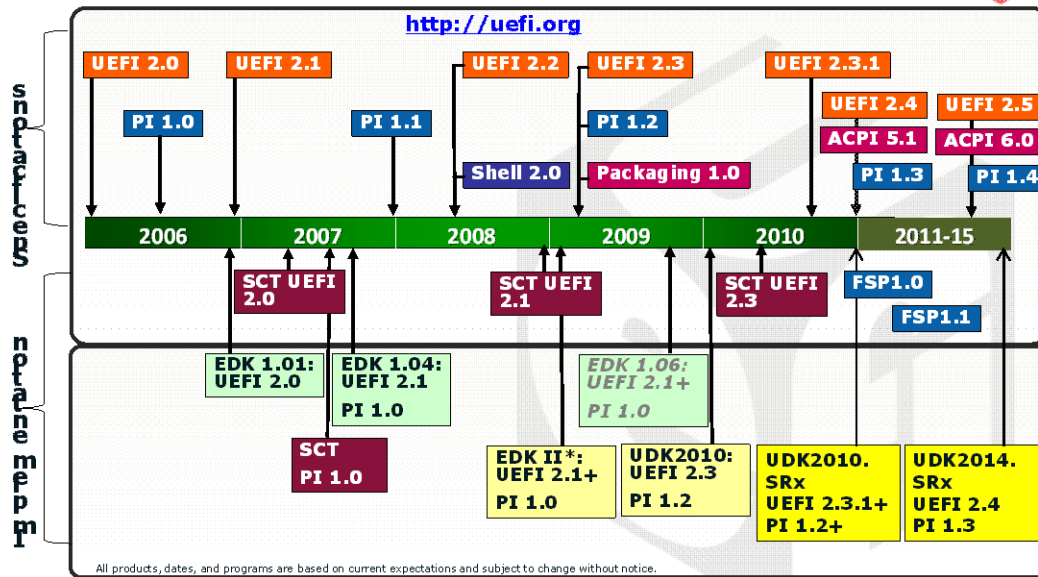 http://uefi.org
UEFI 2.0
UEFI 2.1
UEFI 2.2
UEFI 2.3
UEFI 2.3.1
UEFI 2.4
UEFI 2.5
PI 1.0
PI 1.1
PI 1.2
ACPI 5.1
ACPI 6.0
Shell 2.0
Packaging 1.0
PI 1.3
PI 1.4
2006
2007
2008
2009
2010
2011-15
SCT UEFI
2.0
SCT UEFI
2.1
SCT UEFI
2.3
FSP1.0
FSP1.1
EDK 1.01:
UEFI 2.0
EDK 1.04:
UEFI 2.1
PI 1.0
EDK 1.06:
UEFI 2.1+
PI 1.0
SCT
PI 1.0
EDK II*:
UEFI 2.1+
PI 1.0
UDK2010:
UEFI 2.3
PI 1.2
UDK2010.
SRx
UEFI 2.3.1+
PI 1.2+
UDK2014.
SRx
UEFI 2.4
PI 1.3
All products, dates, and programs are based on current expectations and subject to change without notice.